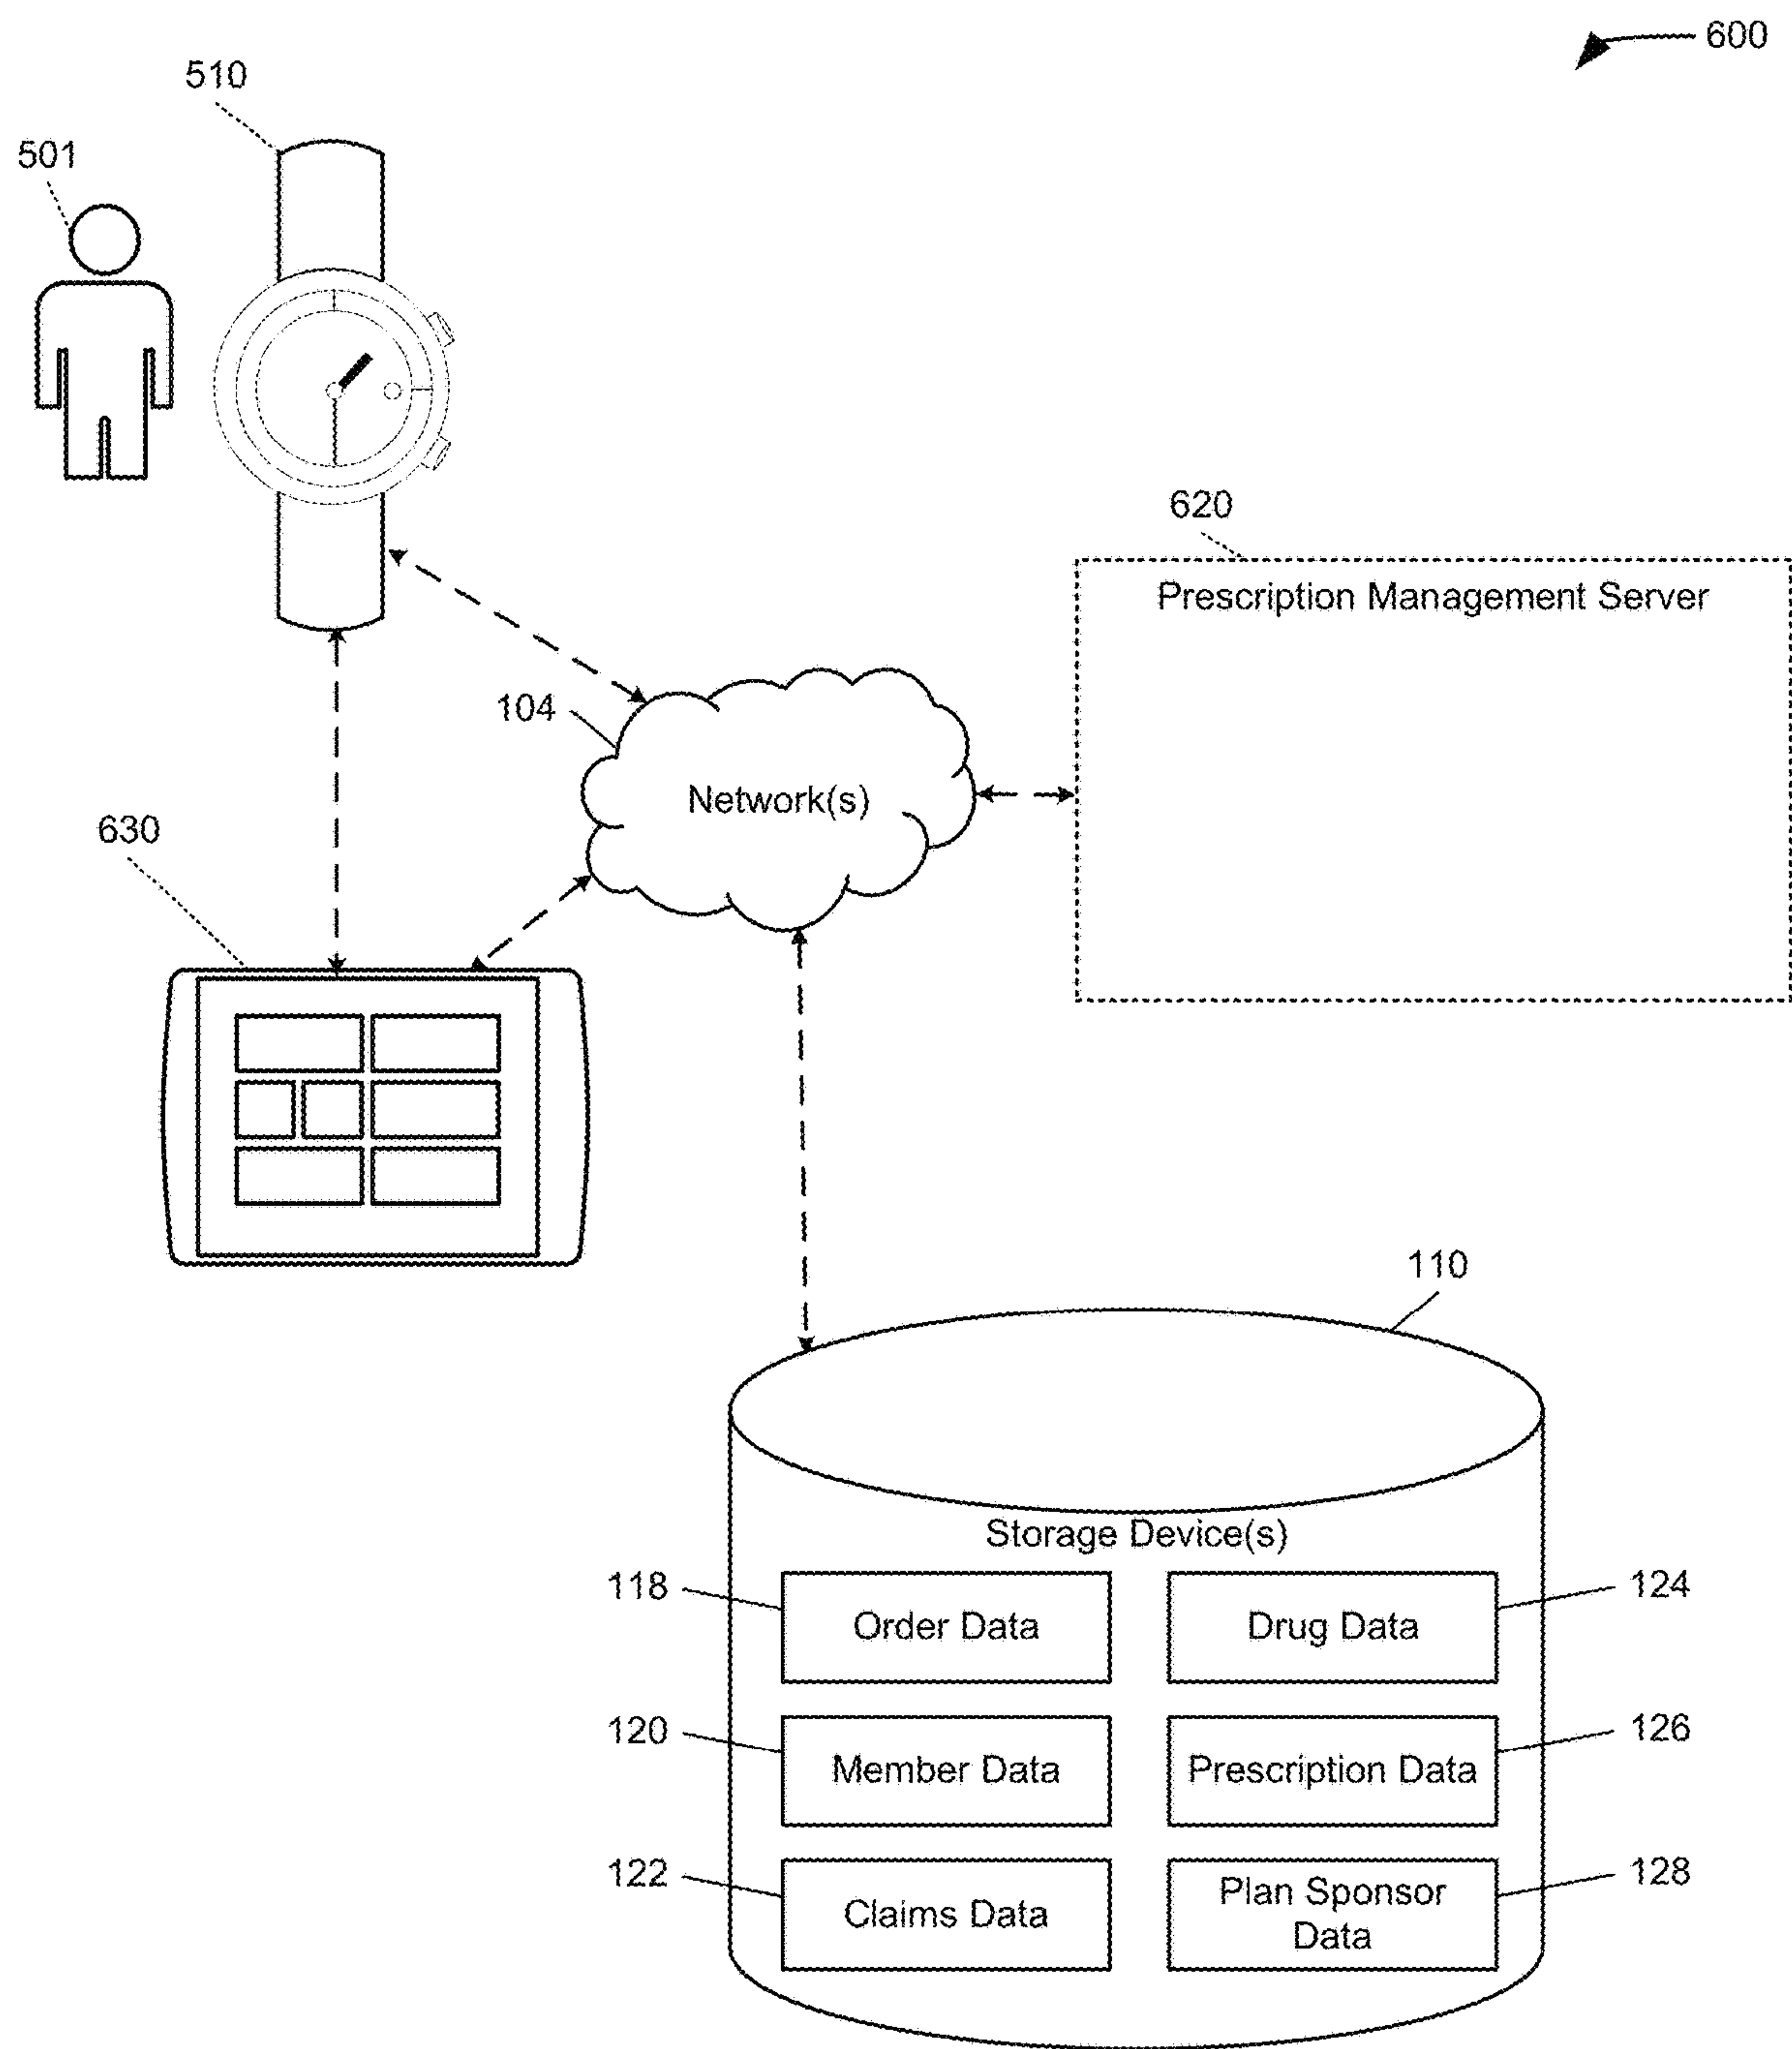 600
510
501
620
Prescription Management Server
104
Network(s)
630
110
Storage Device(s)
118
Order Data
Drug Data
124
120
Member Data
Prescription Data
126
122
Claims Data
Plan Sponsor
Data
128